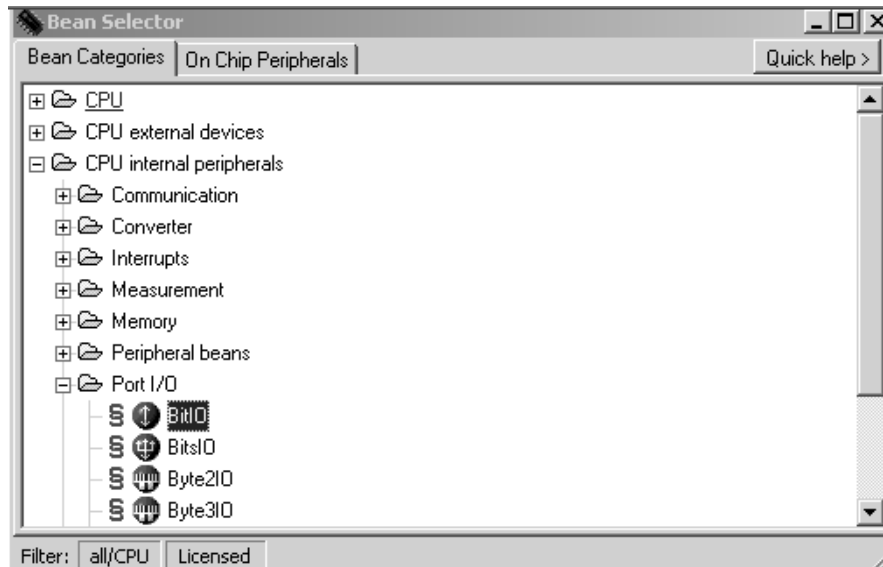 Bean Selector
Bean Categories On Chip Peripherals Quick help >
CPU
CPU external devices
CPU internal peripherals
Communication
Converter
Interrupts
Measurement
Memory
Peripheral beans
Port I/O
BitIO
BitsIO
Byte2IO
Byte3IO
Filter: all/CPU Licensed